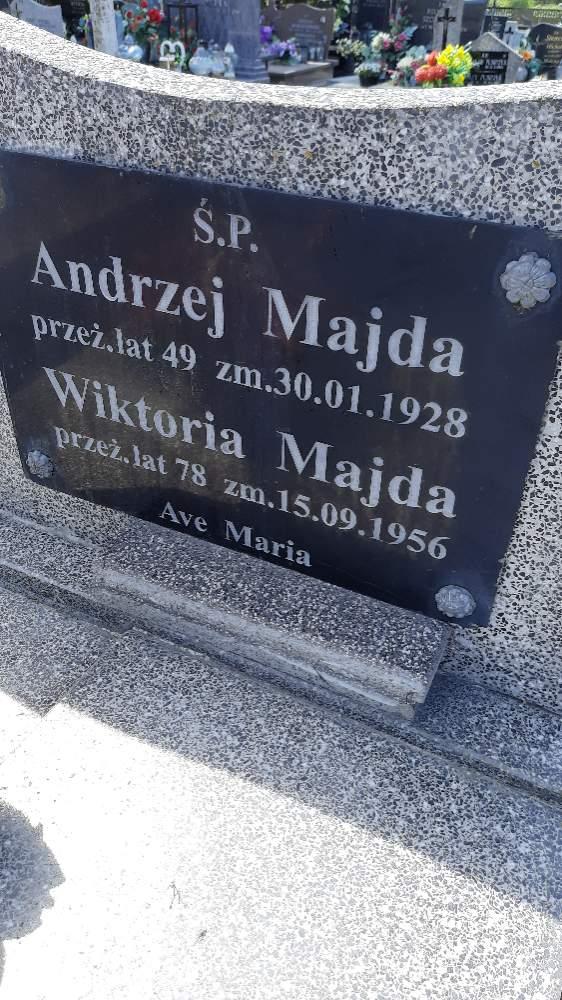 Ś.P.
Andrzej Majda
przeż.lat 49 zm.30.01.1928
Wiktoria Majda
przeż.lat 78 zm.15.09.1956
Ave Maria